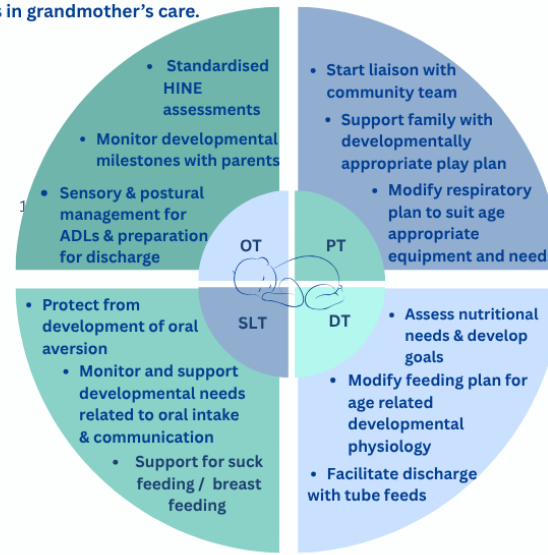 s in grandmother's care.
• Standardised
HINE
assessments
• Monitor developmental
milestones with parents
• Sensory & postural
management for
ADLs & preparation
for discharge
1
OT
• Start liaison with
community team
• Support family with
developmentally
appropriate play plan
• Modify respiratory
plan to suit age
appropriate
equipment and need
PT
• Protect from
development of oral
aversion
• Monitor and support
developmental needs
related to oral intake
& communication
• Support for suck
feeding / breast
feeding
SLT
DT
• Assess nutritional
needs & develop
goals
• Modify feeding plan for
age related
developmental
physiology
• Facilitate discharge
with tube feeds